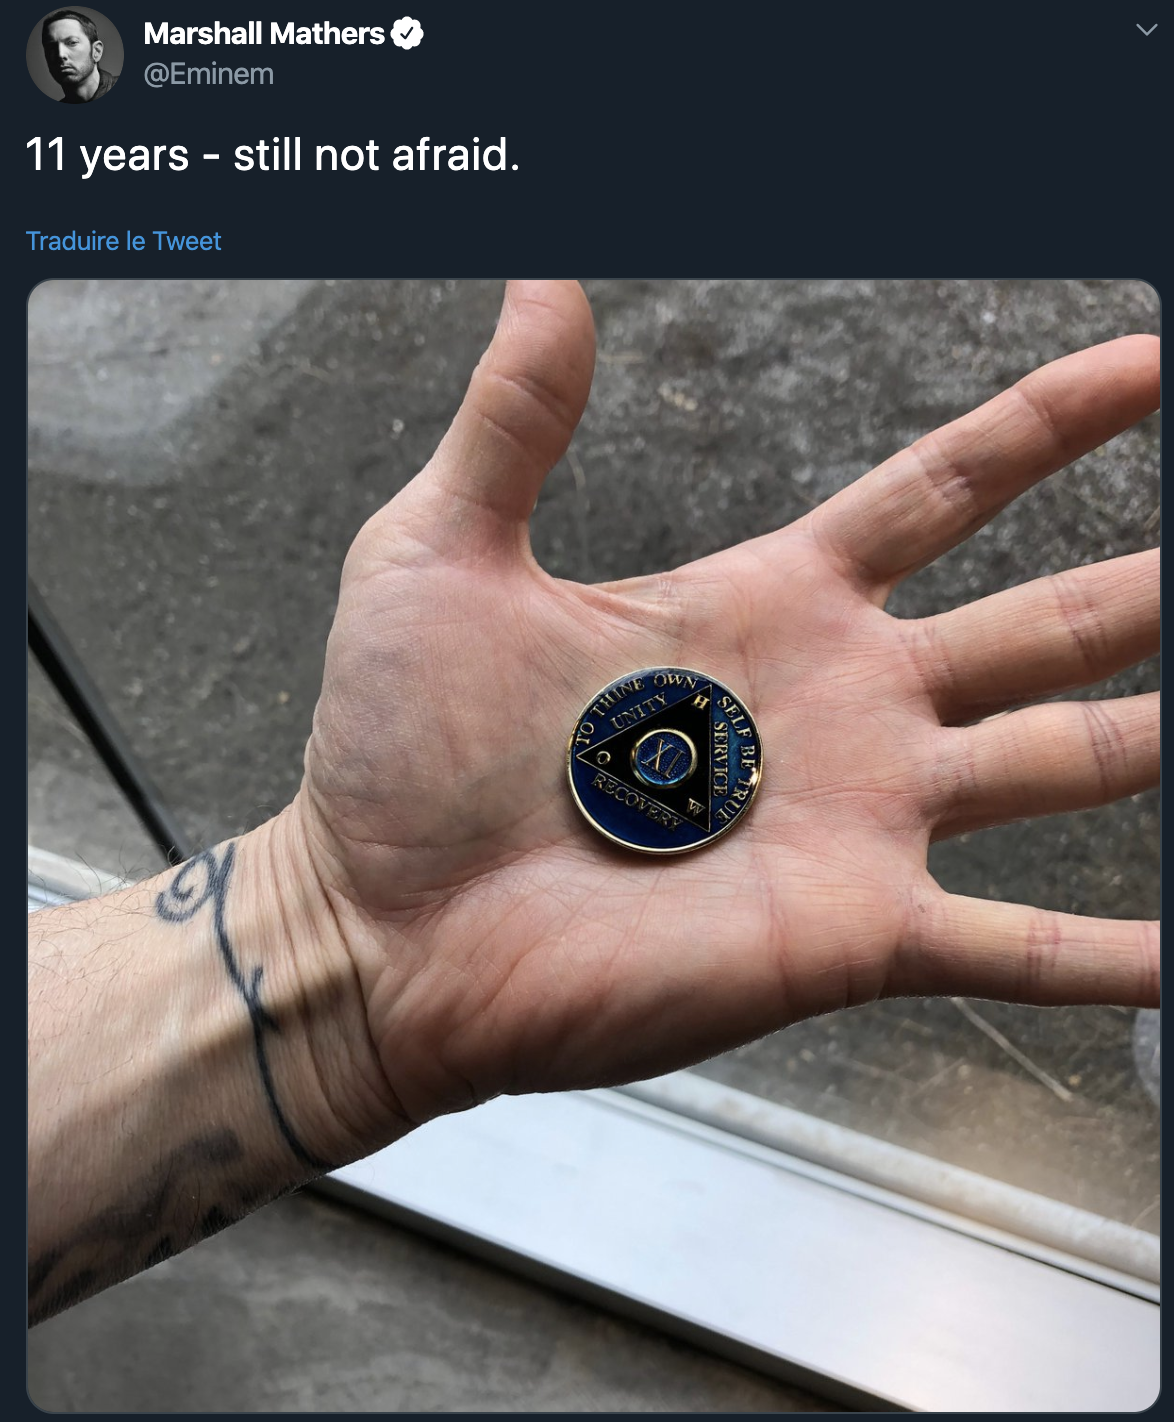 Marshall Mathers
@Eminem
11 years - still not afraid.
Traduire le Tweet
TO THINE OWN SELF BE TRUE
UNITY
SERVICE
RECOVERY
H
O
W
XI